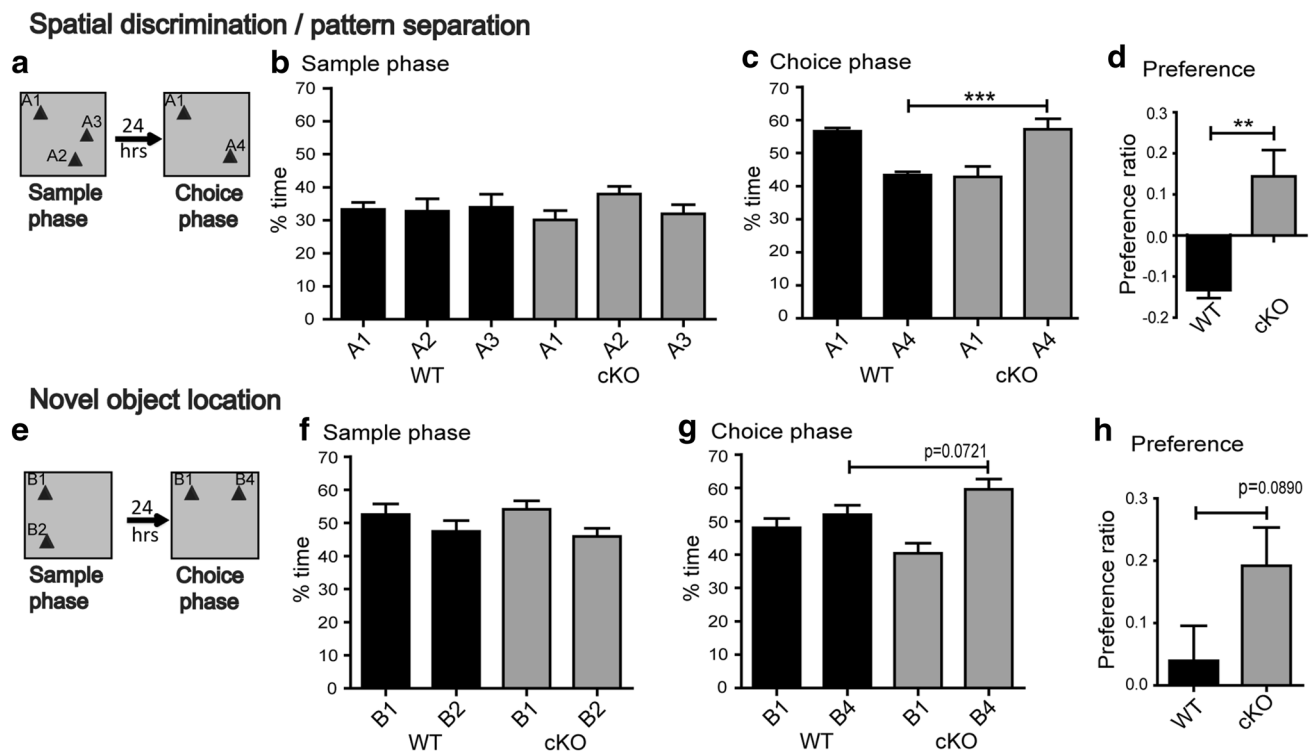 Spatial discrimination / pattern separation
a
A1
A3
A2
Sample
phase
24
hrs
A1
A4
Choice
phase
b Sample phase
% time
70
60
50
40
30
20
10
0
A1 A2 A3 A1 A2 A3
WT cKO
c Choice phase
% time
70
60
50
40
30
20
10
0
***
A1 A4 A1 A4
WT cKO
d Preference
Preference ratio
0.3
0.2
0.1
0.0
-0.1
-0.2
**
WT cKO
Novel object location
e
B1
B2
Sample
phase
24
hrs
B1 B4
Choice
phase
f Sample phase
% time
70
60
50
40
30
20
10
0
B1 B2 B1 B2
WT cKO
g Choice phase
% time
70
60
50
40
30
20
10
0
p=0.0721
B1 B4 B1 B4
WT cKO
h Preference
Preference ratio
p=0.0890
0.3
0.2
0.1
0.0
WT cKO